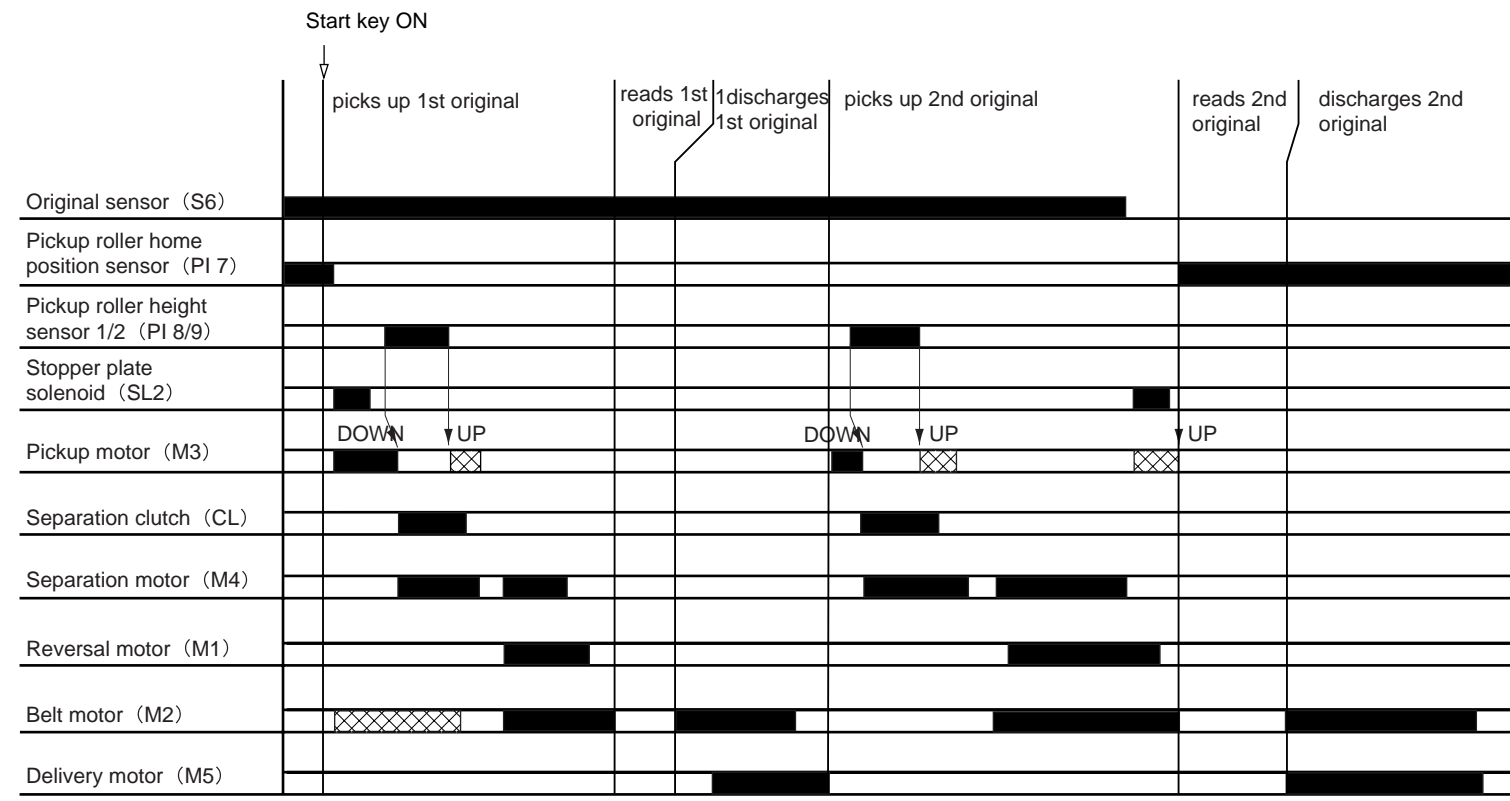 Start key ON
picks up 1st original
reads 1st
original
1discharges
1st original
picks up 2nd original
reads 2nd
original
discharges 2nd
original
Original sensor（S6）
Pickup roller home
position sensor（PI 7）
Pickup roller height
sensor 1/2（PI 8/9）
Stopper plate
solenoid（SL2）
Pickup motor（M3）
DOWN
UP
DOWN
UP
UP
Separation clutch（CL）
Separation motor（M4）
Reversal motor（M1）
Belt motor（M2）
Delivery motor（M5）